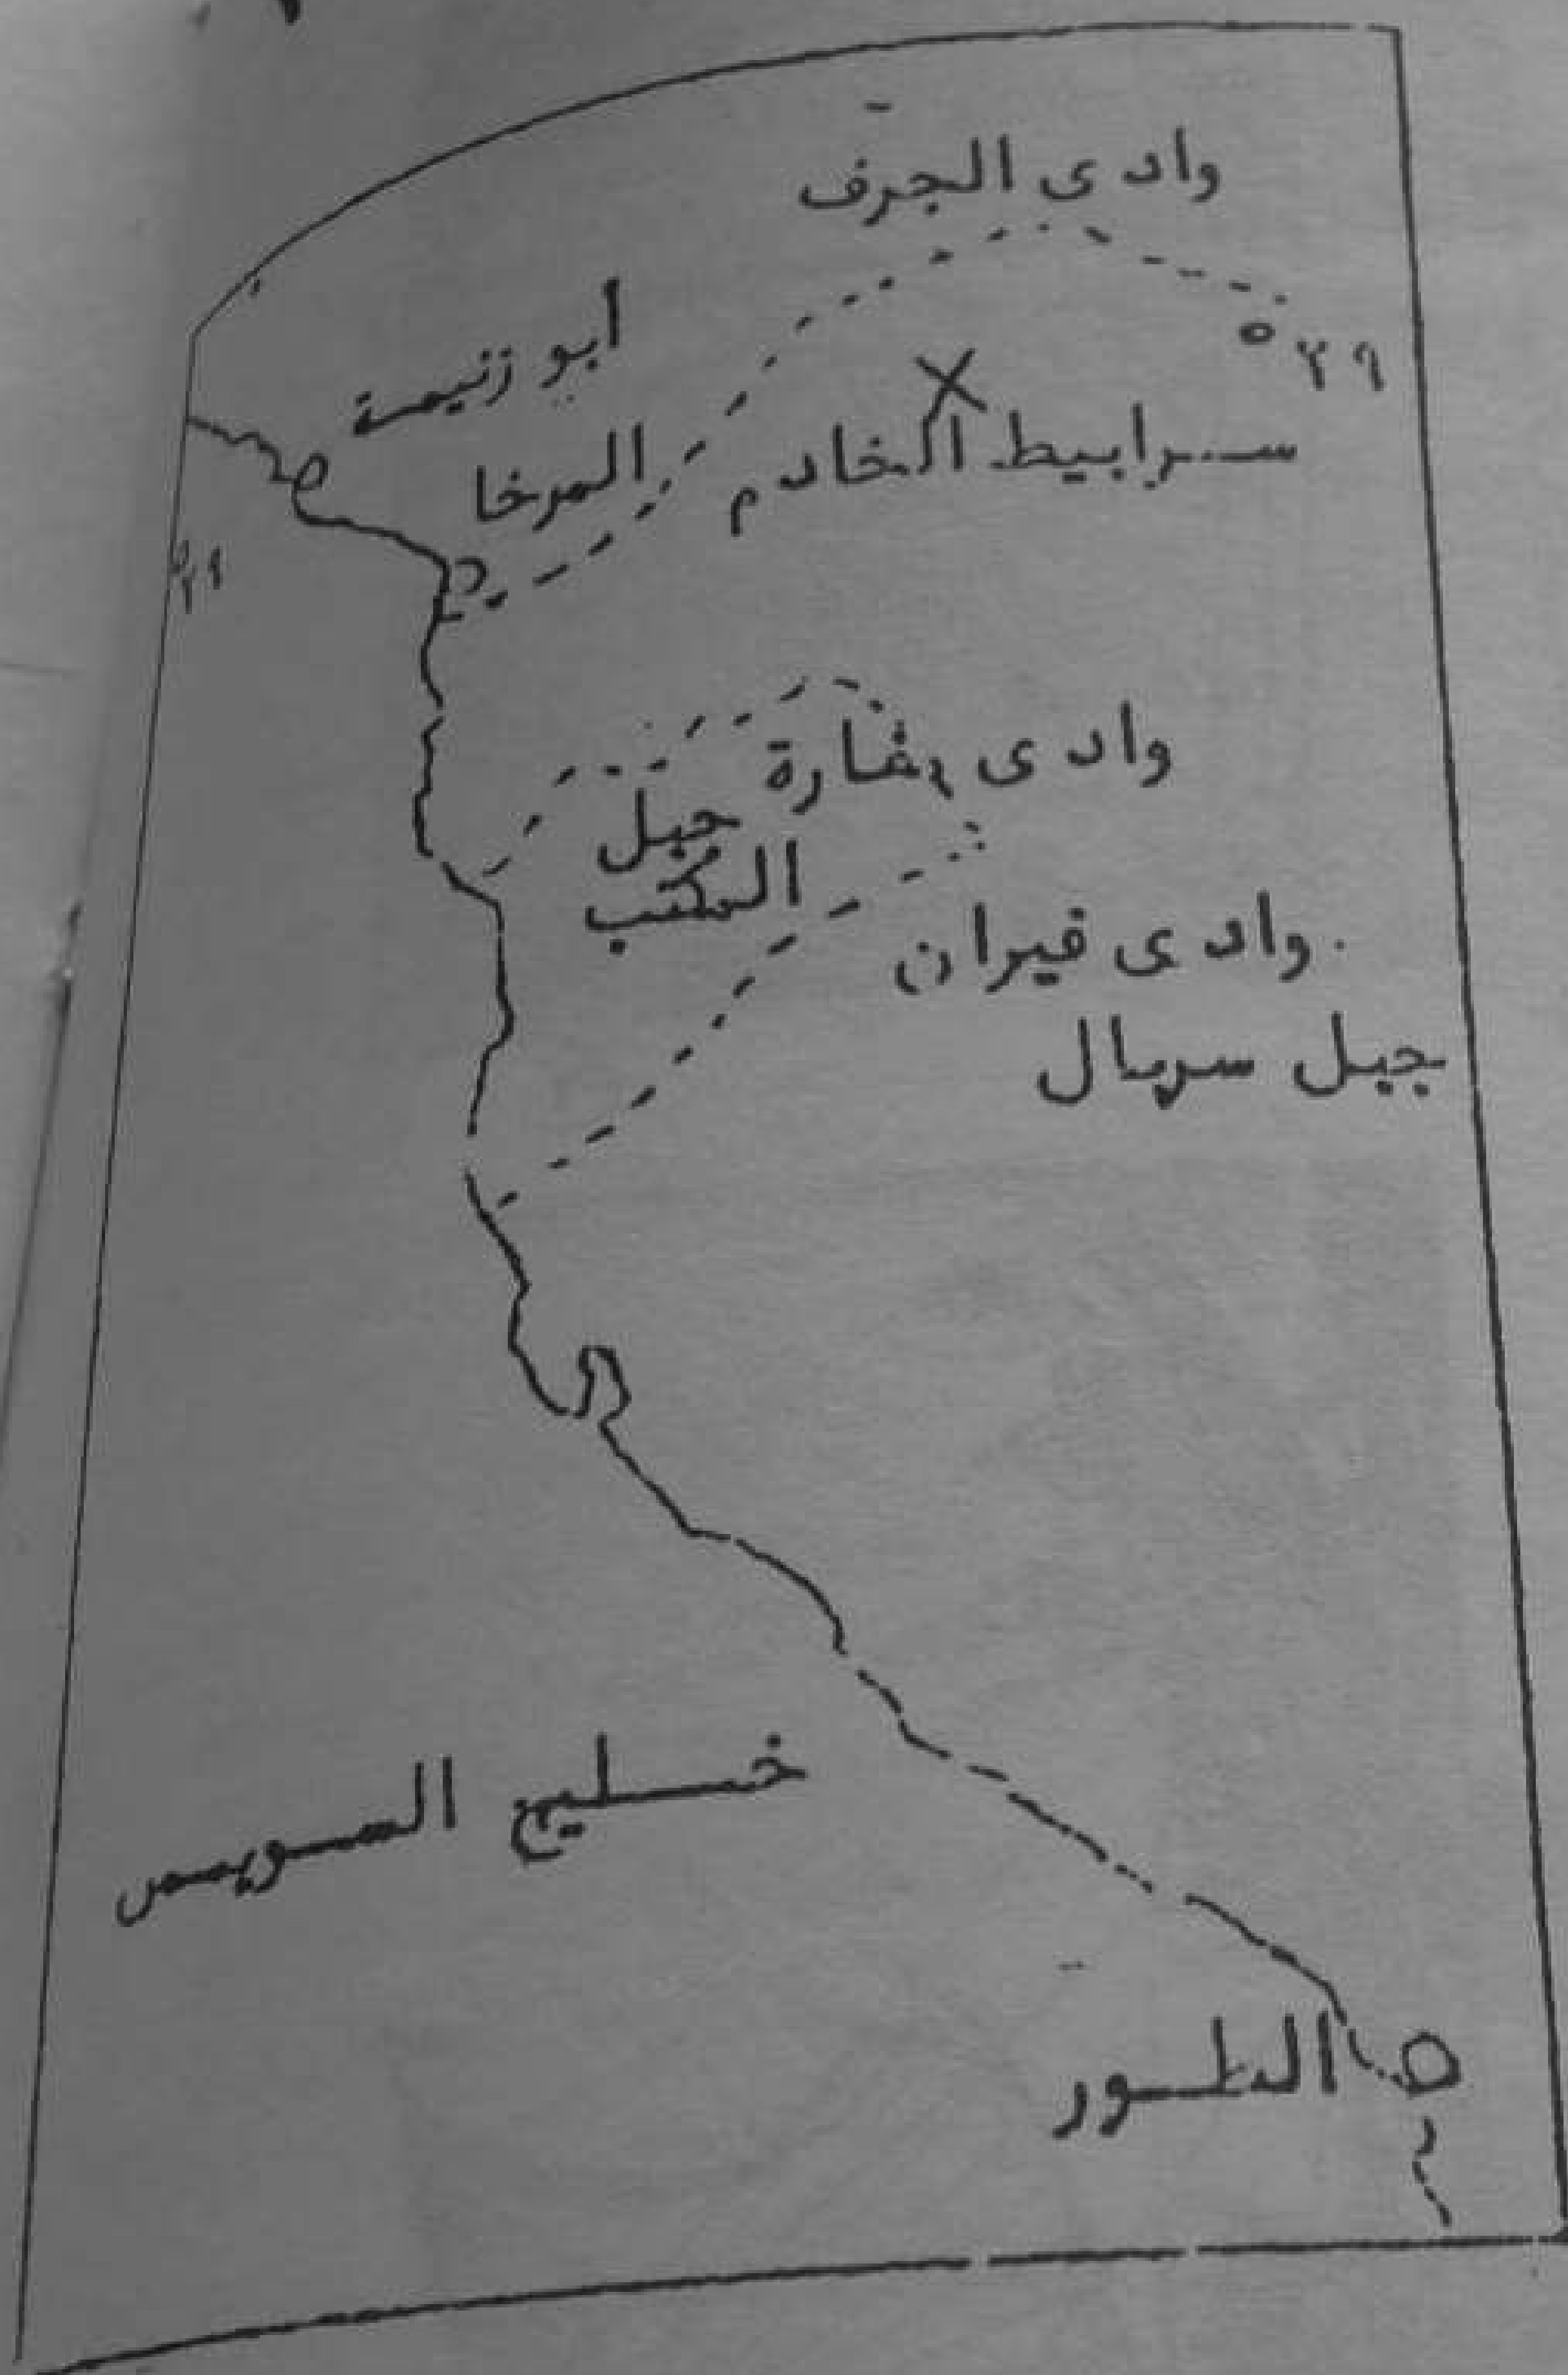 وادى الجرف
ابو زنيمة
°٢٩
سرابيط الخادم
المرخا
°٢٩
وادى مغارة
جبل
المكتب
وادى فيران
جبل سربال
خليج السويس
الطور